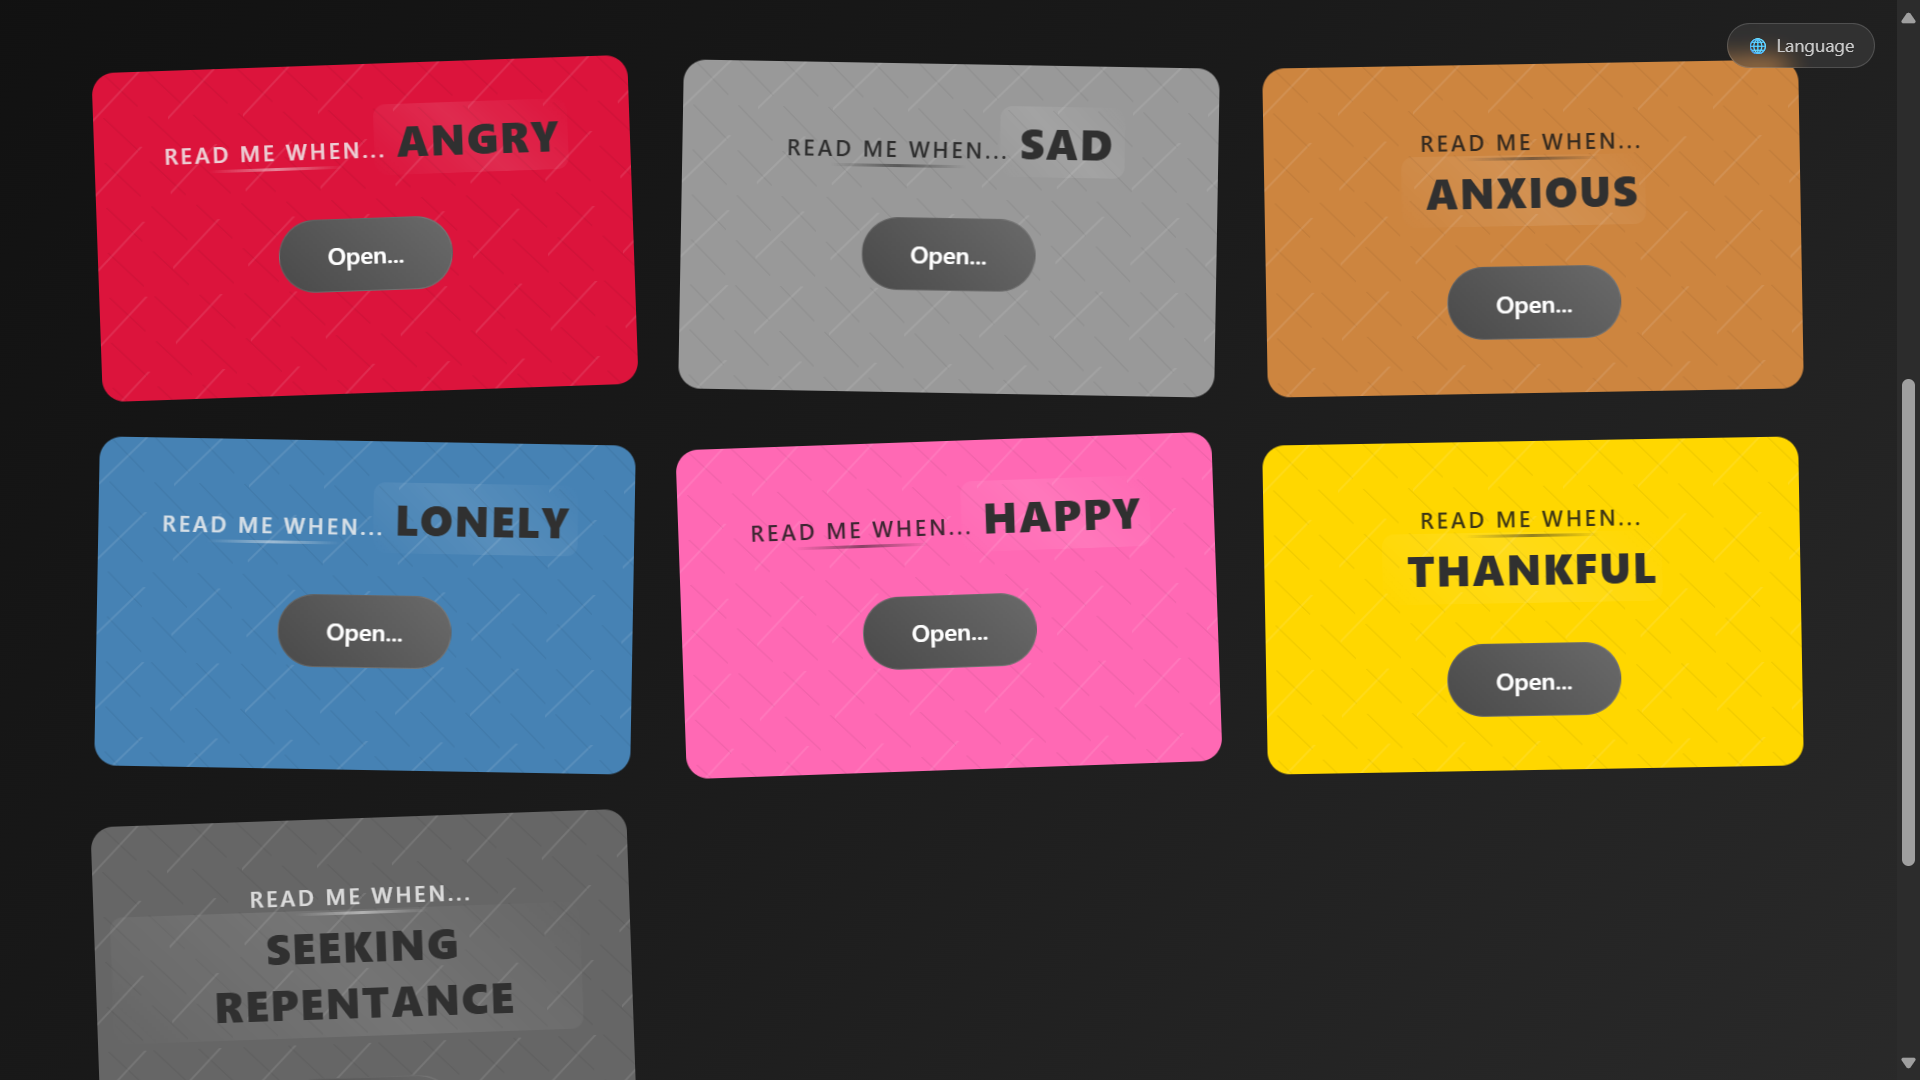 Language
READ ME WHEN... ANGRY
Open...
READ ME WHEN... SAD
Open...
READ ME WHEN...
ANXIOUS
Open...
READ ME WHEN... LONELY
Open...
READ ME WHEN... HAPPY
Open...
READ ME WHEN...
THANKFUL
Open...
READ ME WHEN...
SEEKING
REPENTANCE